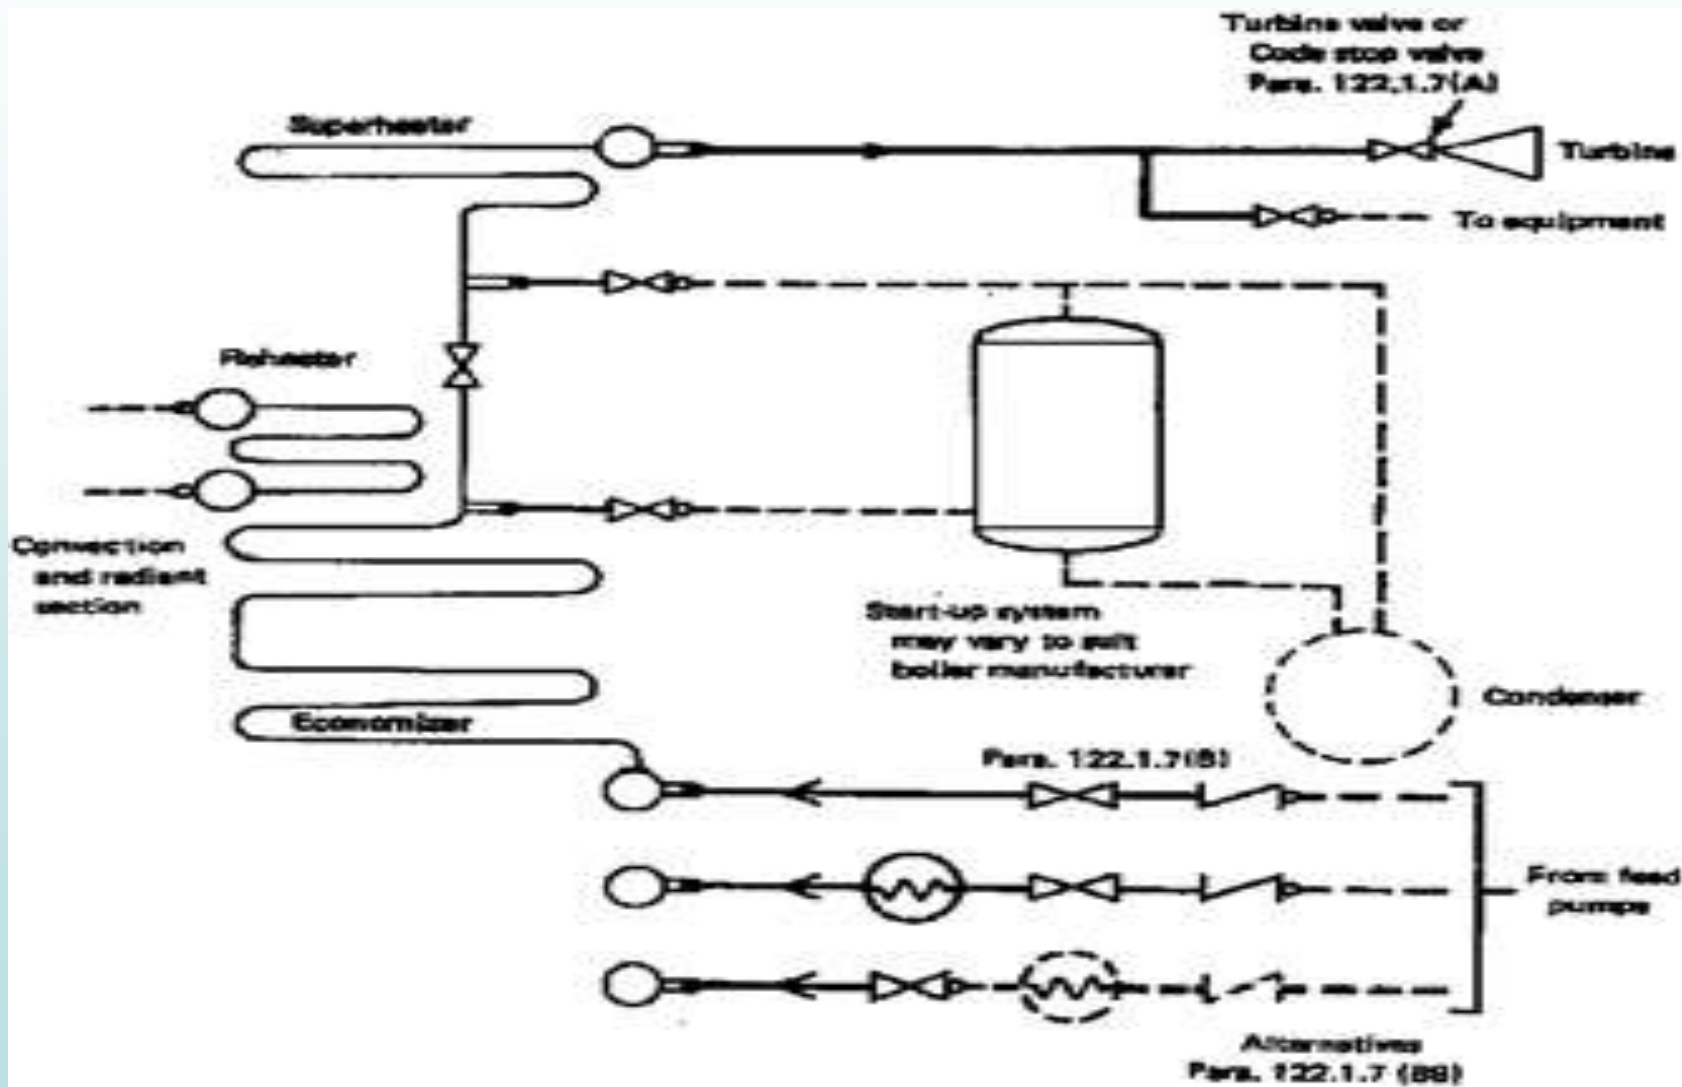 Turbine valve or
Code stop valve
Para. 122.1.7(A)
Superheater
Turbine
To equipment
Reheater
Convection
and radiant
section
Start-up system
may vary to suit
boiler manufacturer
Condenser
Economizer
Para. 122.1.7(B)
From feed
pumps
Alternatives
Para. 122.1.7